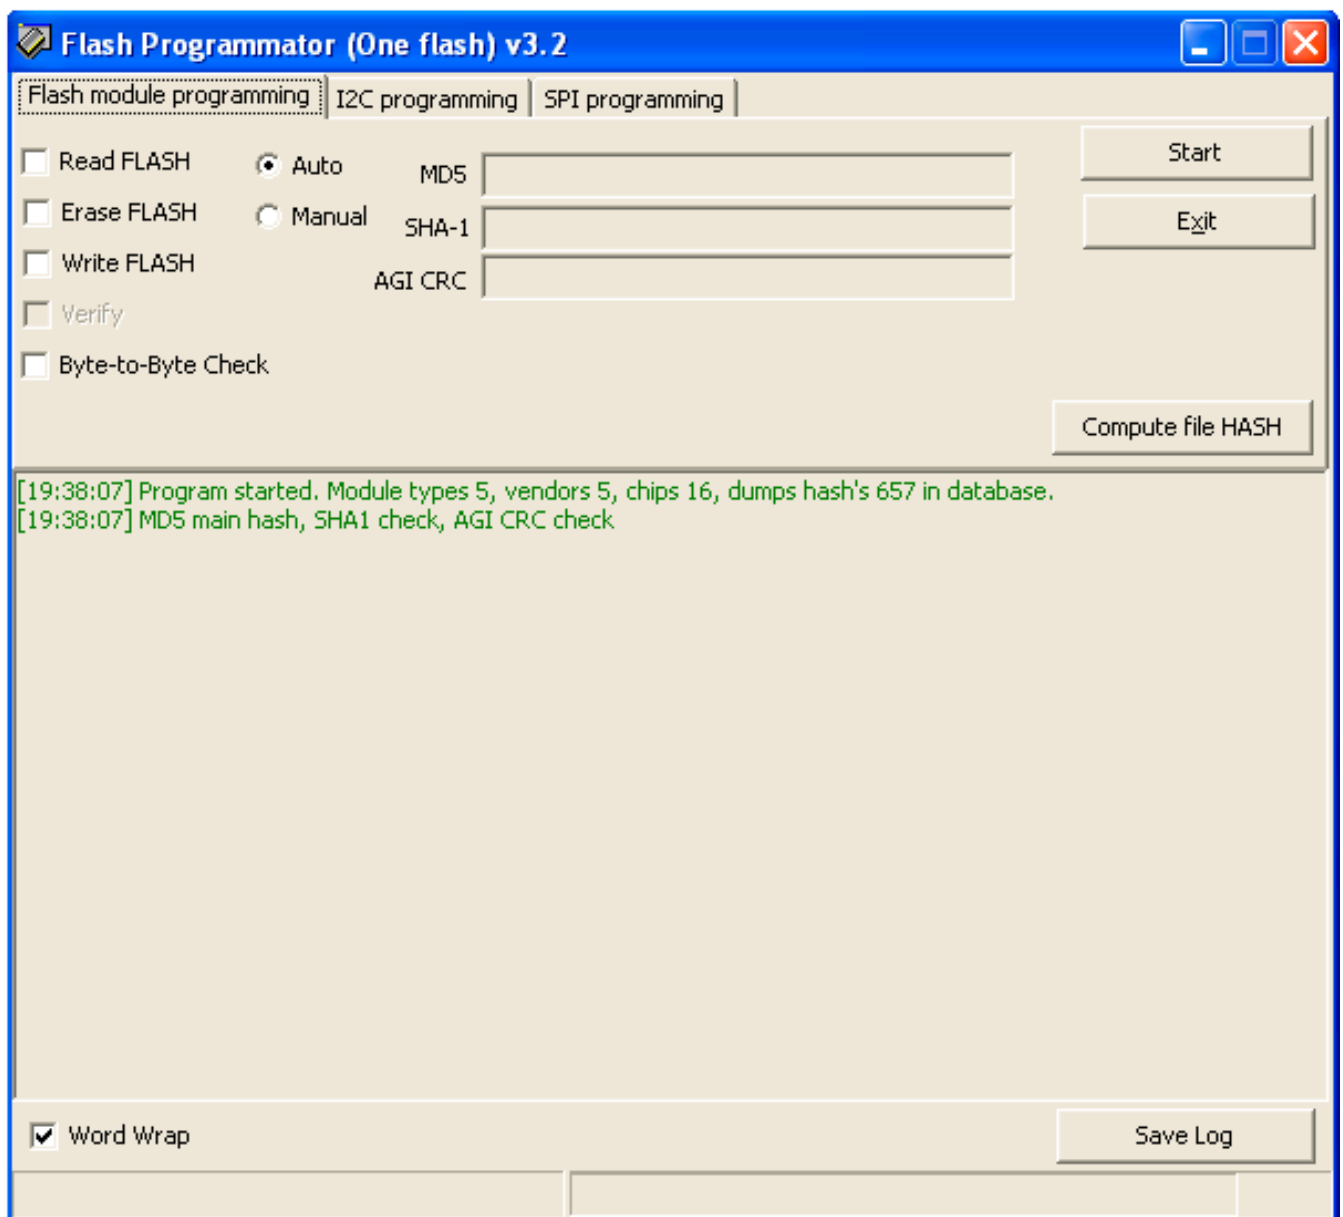 Flash Programmator (One flash) v3.2
Flash module programming
I2C programming
SPI programming
Read FLASH
Erase FLASH
Write FLASH
Verify
Byte-to-Byte Check
Auto
Manual
MD5
SHA-1
AGI CRC
Start
Exit
Compute file HASH
[19:38:07] Program started. Module types 5, vendors 5, chips 16, dumps hash's 657 in database.
[19:38:07] MD5 main hash, SHA1 check, AGI CRC check
Word Wrap
Save Log